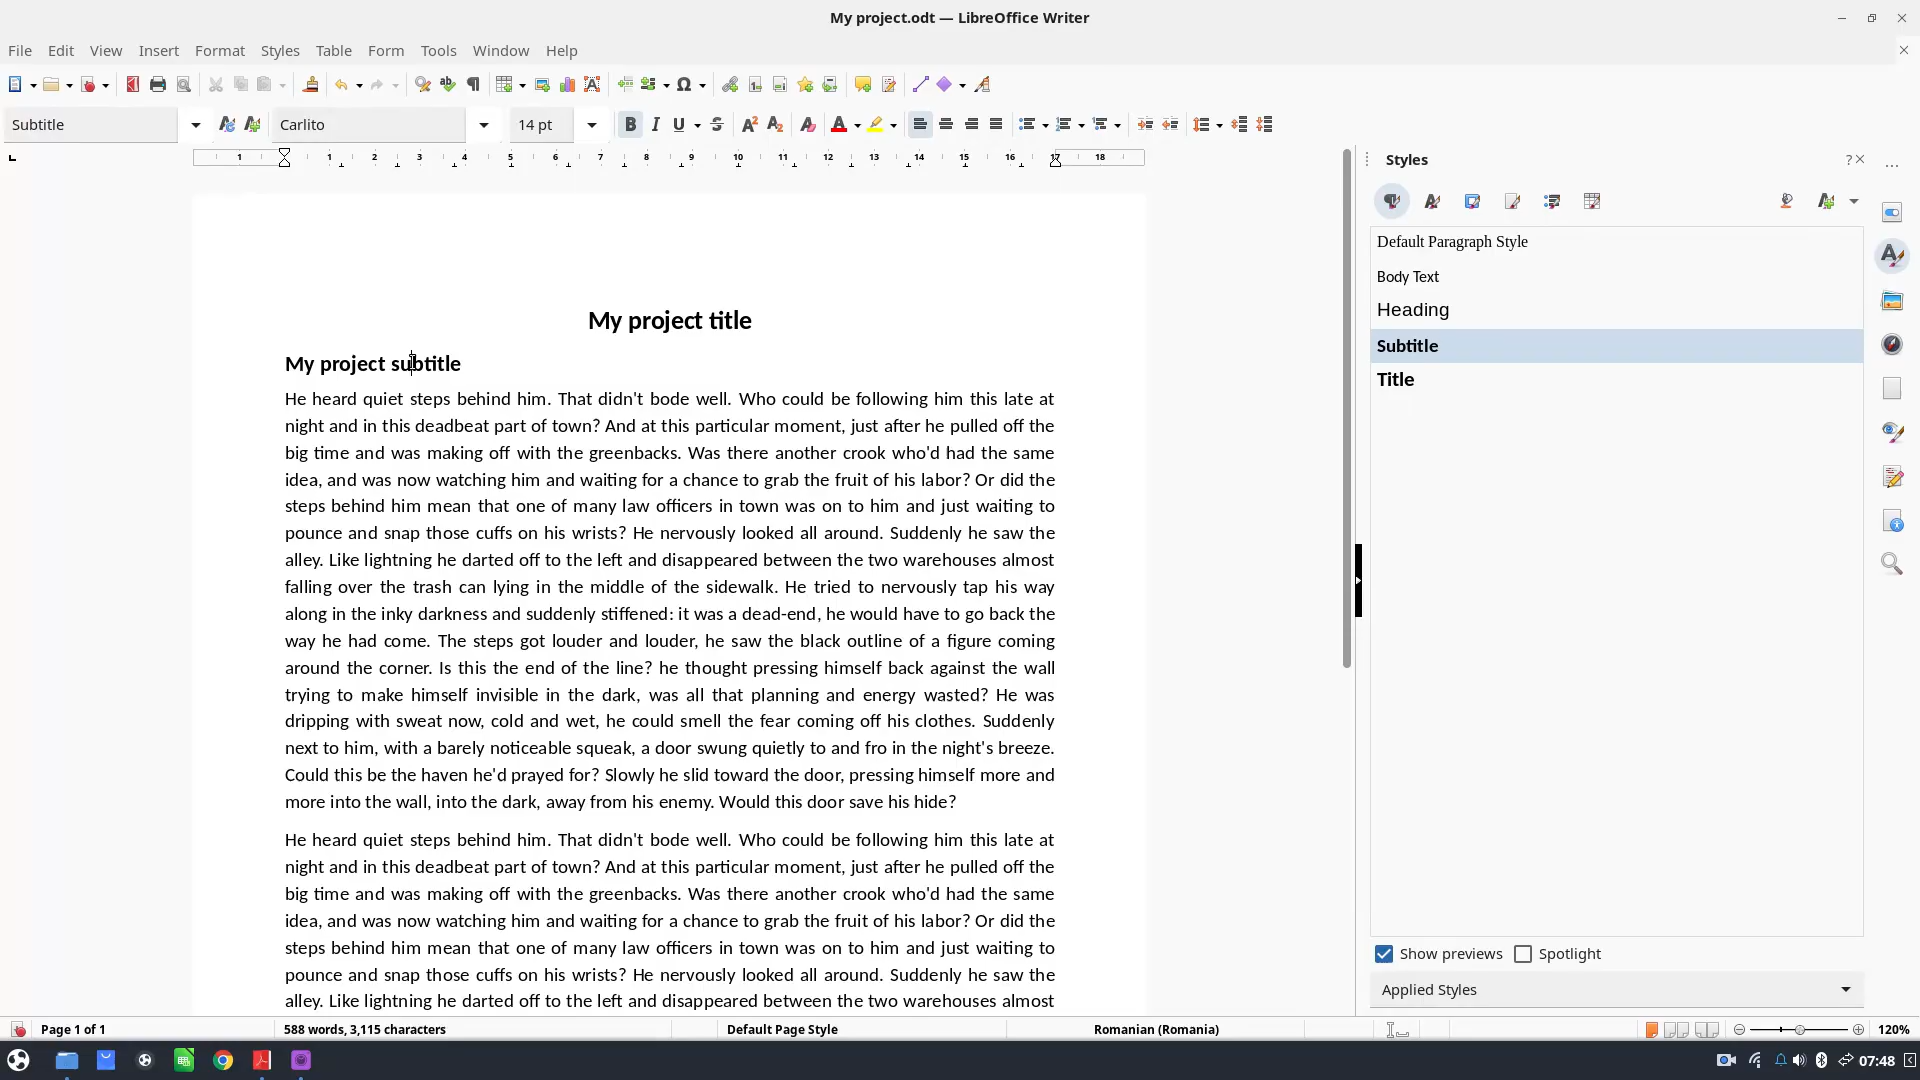 My project.odt — LibreOffice Writer
File Edit View Insert Format Styles Table Form Tools Window Help
Subtitle Carlito 14 pt
1 1 2 3 4 5 6 7 8 9 10 11 12 13 14 15 16 17 18
My project title
My project subtitle
He heard quiet steps behind him. That didn't bode well. Who could be following him this late at
night and in this deadbeat part of town? And at this particular moment, just after he pulled off the
big time and was making off with the greenbacks. Was there another crook who'd had the same
idea, and was now watching him and waiting for a chance to grab the fruit of his labor? Or did the
steps behind him mean that one of many law officers in town was on to him and just waiting to
pounce and snap those cuffs on his wrists? He nervously looked all around. Suddenly he saw the
alley. Like lightning he darted off to the left and disappeared between the two warehouses almost
falling over the trash can lying in the middle of the sidewalk. He tried to nervously tap his way
along in the inky darkness and suddenly stiffened: it was a dead-end, he would have to go back the
way he had come. The steps got louder and louder, he saw the black outline of a figure coming
around the corner. Is this the end of the line? he thought pressing himself back against the wall
trying to make himself invisible in the dark, was all that planning and energy wasted? He was
dripping with sweat now, cold and wet, he could smell the fear coming off his clothes. Suddenly
next to him, with a barely noticeable squeak, a door swung quietly to and fro in the night's breeze.
Could this be the haven he'd prayed for? Slowly he slid toward the door, pressing himself more and
more into the wall, into the dark, away from his enemy. Would this door save his hide?
He heard quiet steps behind him. That didn't bode well. Who could be following him this late at
night and in this deadbeat part of town? And at this particular moment, just after he pulled off the
big time and was making off with the greenbacks. Was there another crook who'd had the same
idea, and was now watching him and waiting for a chance to grab the fruit of his labor? Or did the
steps behind him mean that one of many law officers in town was on to him and just waiting to
pounce and snap those cuffs on his wrists? He nervously looked all around. Suddenly he saw the
alley. Like lightning he darted off to the left and disappeared between the two warehouses almost
Styles
Default Paragraph Style
Body Text
Heading
Subtitle
Title
Show previews Spotlight
Applied Styles
Page 1 of 1 588 words, 3,115 characters Default Page Style Romanian (Romania) 120%
07:48